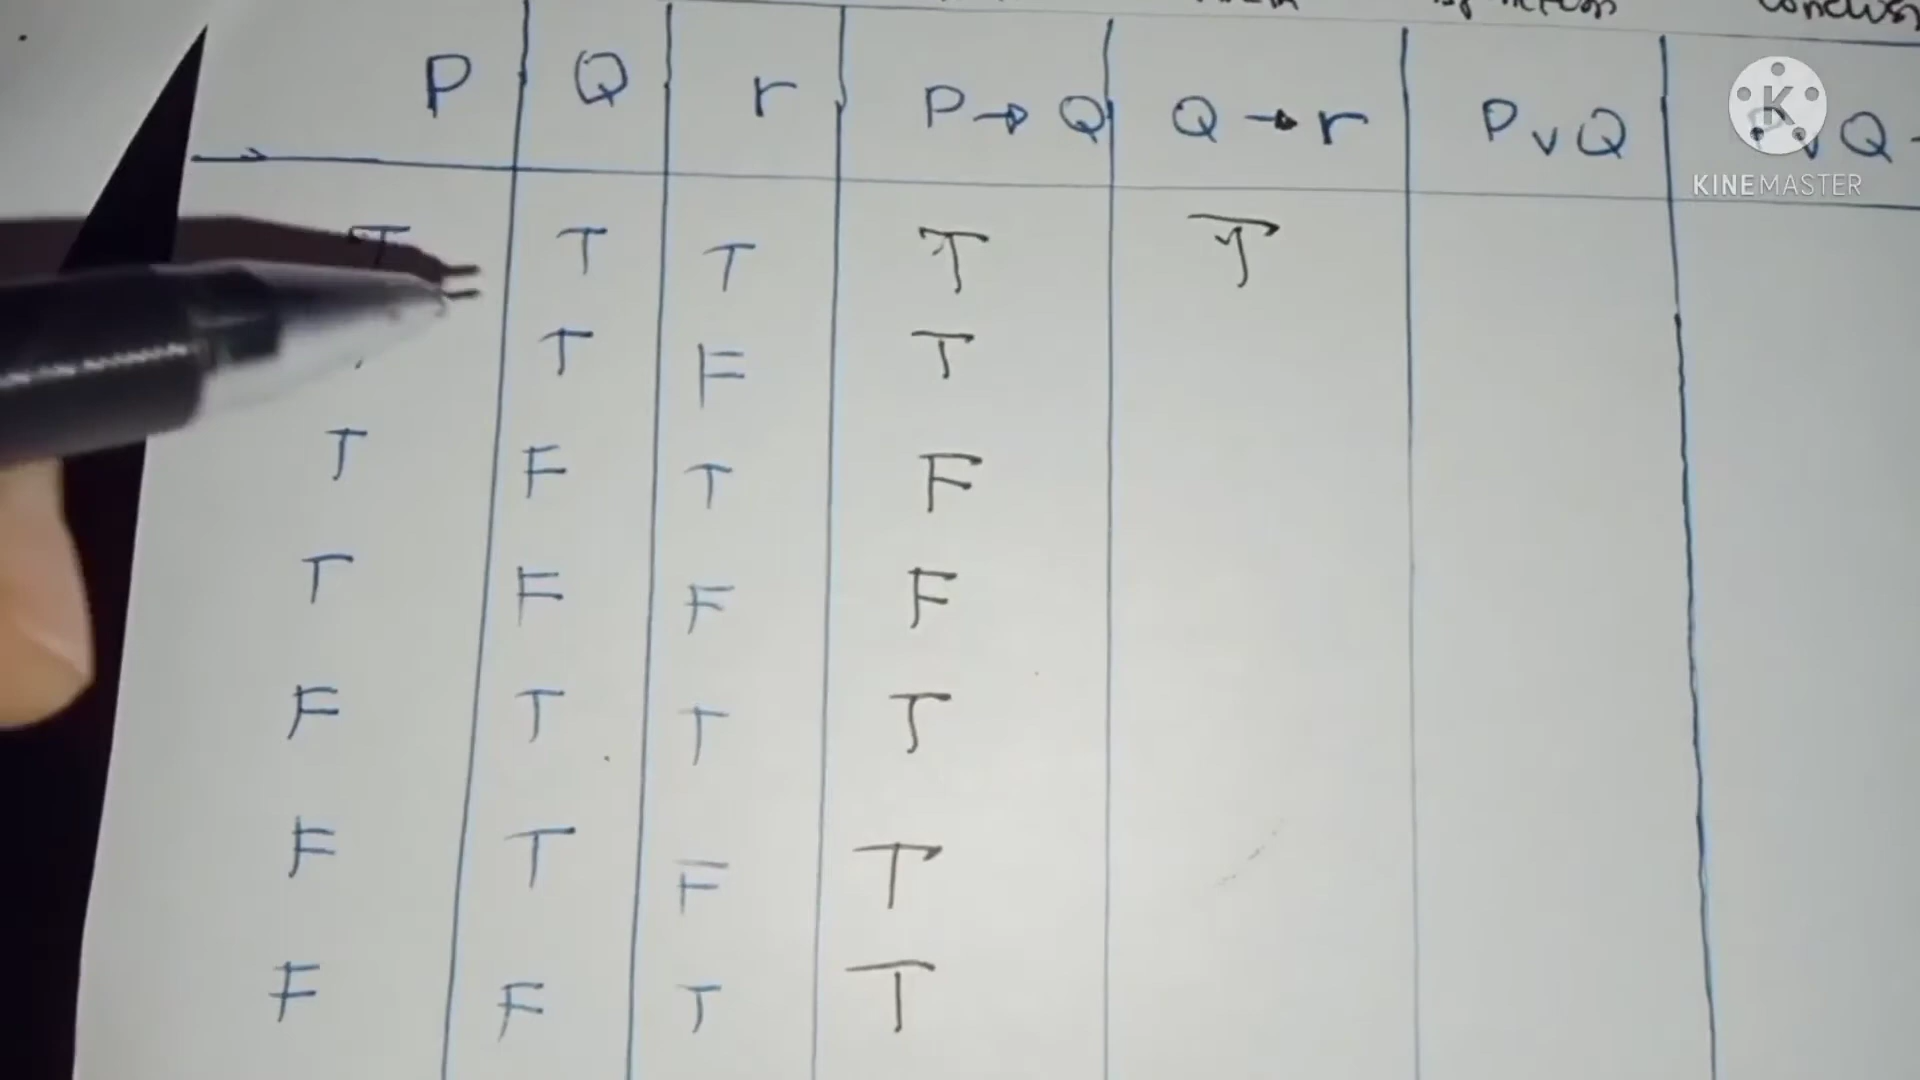 P Q r P → Q Q → r P ∨ Q ∨ Q
KINEMASTER
T T T T T
T F T
T F T F
T F F F
F T T T
F T F T
F F T T